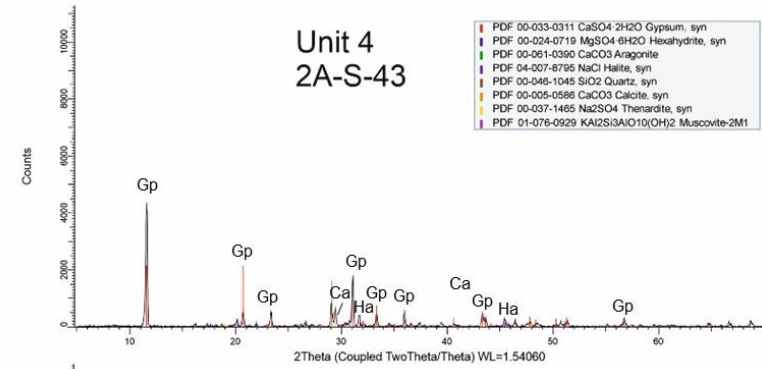 Unit 4
2A-S-43
PDF 00-033-0311 CaSO4·2H2O Gypsum, syn
PDF 00-024-0719 MgSO4·6H2O Hexahydrite, syn
PDF 00-061-0390 CaCO3 Aragonite
PDF 04-007-8795 NaCl Halite, syn
PDF 00-046-1045 SiO2 Quartz, syn
PDF 00-005-0586 CaCO3 Calcite, syn
PDF 00-037-1465 Na2SO4 Thenardite, syn
PDF 01-076-0929 KAl2Si3AlO10(OH)2 Muscovite-2M1
Counts
10000
8000
6000
4000
2000
0
Gp
Gp
Gp
Ca
Gp
Ha
Gp
Gp
Ca
Gp
Ha
Gp
10 20 30 40 50 60
2Theta (Coupled TwoTheta/Theta) WL=1.54060
1